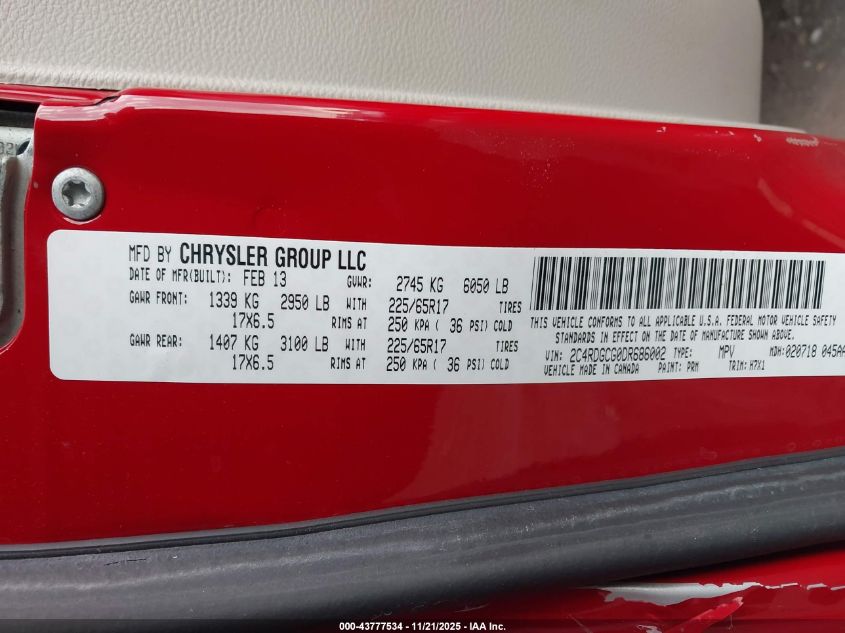 MFD BY CHRYSLER GROUP LLC
DATE OF MFR(BUILT): FEB 13 GVWR: 2745 KG 6050 LB
GAWR FRONT: 1339 KG 2950 LB WITH 225/65R17 TIRES
17X6.5 RIMS AT 250 KPA ( 36 PSI) COLD
GAWR REAR: 1407 KG 3100 LB WITH 225/65R17 TIRES
17X6.5 RIMS AT 250 KPA ( 36 PSI) COLD
THIS VEHICLE CONFORMS TO ALL APPLICABLE U.S.A. FEDERAL MOTOR VEHICLE SAFETY
STANDARDS IN EFFECT ON THE DATE OF MANUFACTURE SHOWN ABOVE.
VIN: 2C4RDGCG0DR686002 TYPE: MPV MDH: 020718 045AA
VEHICLE MADE IN CANADA PAINT: PRM TRIM: H7X1
000-43777534 - 11/21/2025 - IAA Inc.